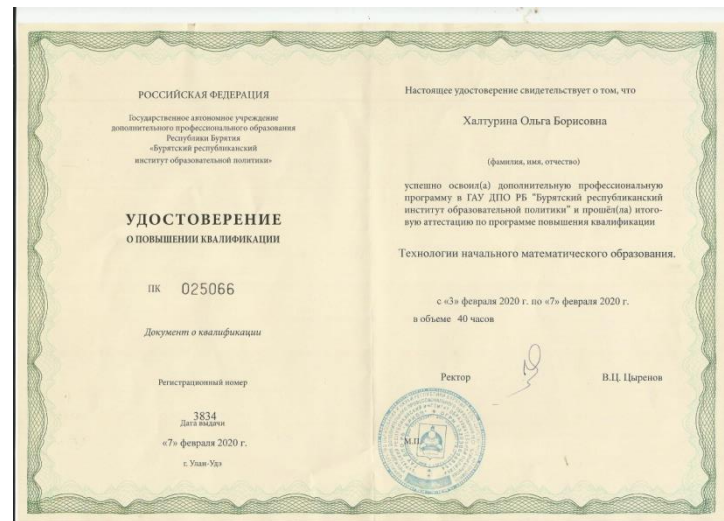 РОССИЙСКАЯ ФЕДЕРАЦИЯ
Государственное автономное учреждение
дополнительного профессионального образования
Республики Бурятия
«Бурятский республиканский
институт образовательной политики»
УДОСТОВЕРЕНИЕ
О ПОВЫШЕНИИ КВАЛИФИКАЦИИ
ПК 025066
Документ о квалификации
Регистрационный номер
3834
Дата выдачи
«7» февраля 2020 г.
г. Улан-Удэ
Настоящее удостоверение свидетельствует о том, что
Халтурина Ольга Борисовна
(фамилия, имя, отчество)
успешно освоил(а) дополнительную профессиональную
программу в ГАУ ДПО РБ "Бурятский республиканский
институт образовательной политики" и прошёл(ла) итого-
вую аттестацию по программе повышения квалификации
Технологии начального математического образования.
с «3» февраля 2020 г. по «7» февраля 2020 г.
в объеме 40 часов
Ректор В.Ц. Цыренов
М.П.